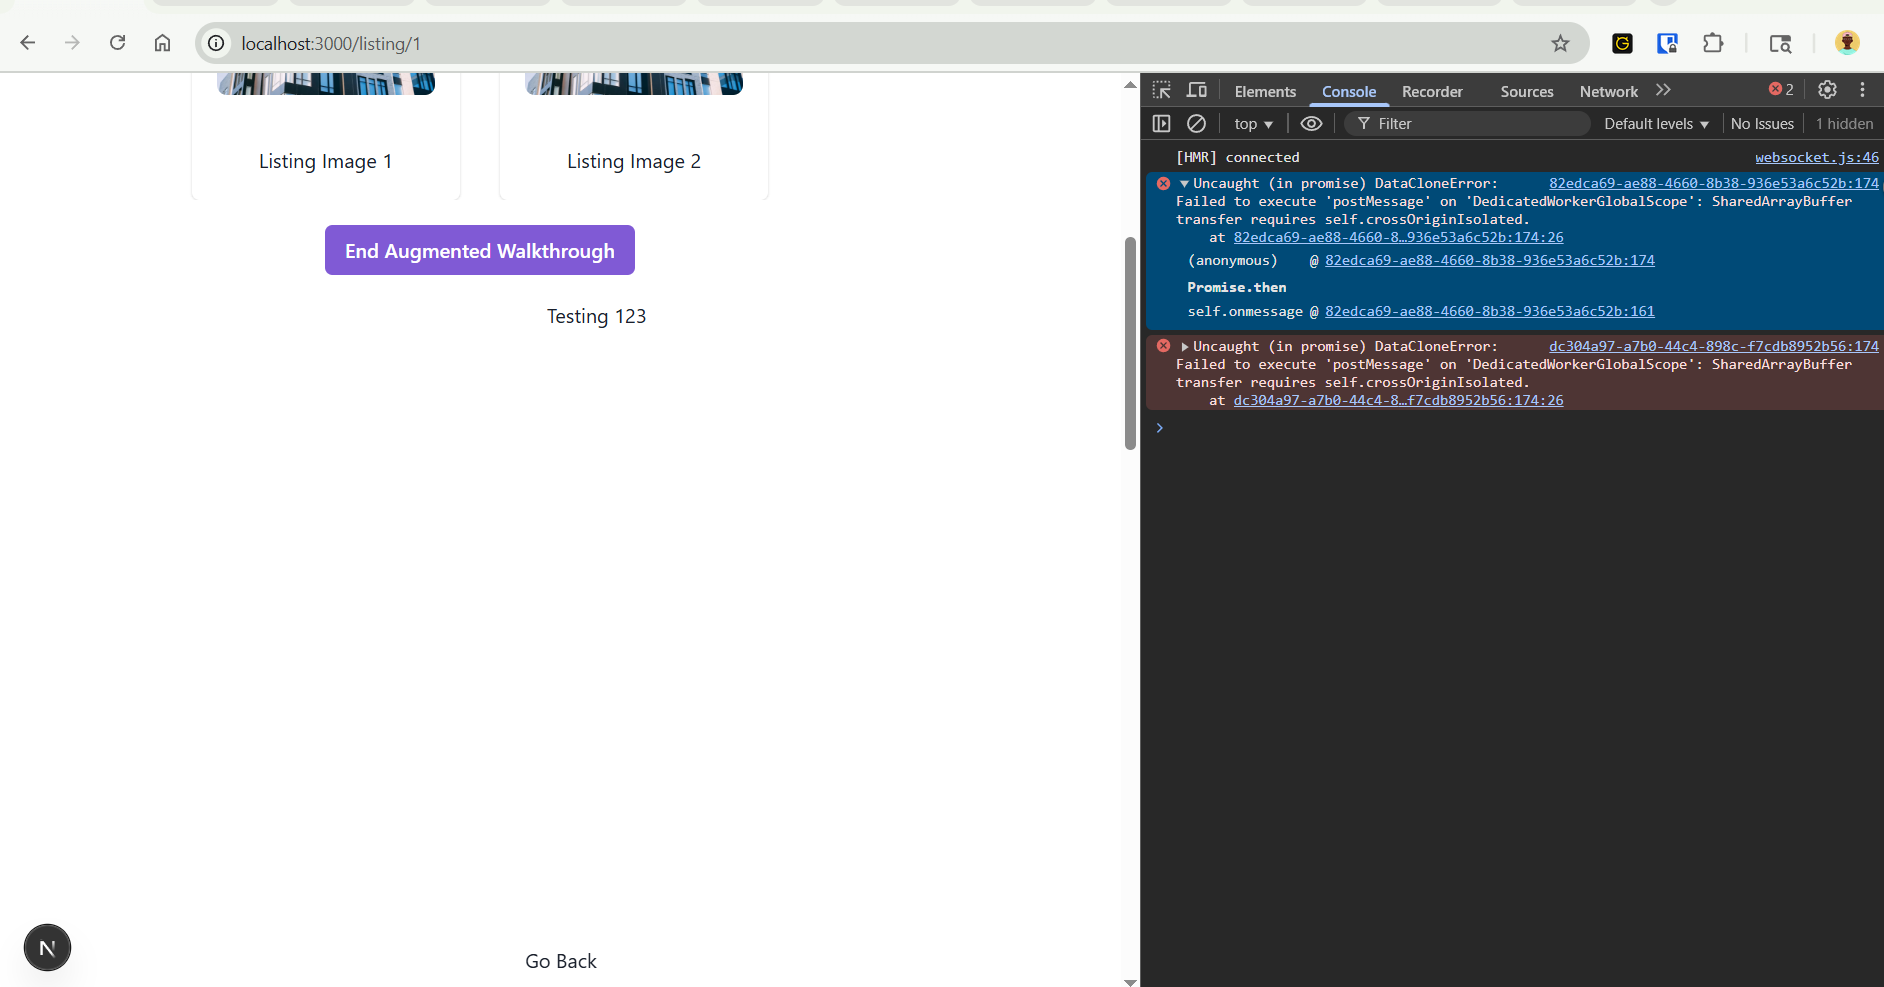 localhost:3000/listing/1
Listing Image 1
Listing Image 2
End Augmented Walkthrough
Testing 123
Go Back
N
Elements Console Recorder Sources Network 2
top Filter Default levels No Issues 1 hidden
[HMR] connected websocket.js:46
Uncaught (in promise) DataCloneError: 82edca69-ae88-4660-8b38-936e53a6c52b:174
Failed to execute 'postMessage' on 'DedicatedWorkerGlobalScope': SharedArrayBuffer
transfer requires self.crossOriginIsolated.
at 82edca69-ae88-4660-8…936e53a6c52b:174:26
(anonymous) @ 82edca69-ae88-4660-8b38-936e53a6c52b:174
Promise.then
self.onmessage @ 82edca69-ae88-4660-8b38-936e53a6c52b:161
Uncaught (in promise) DataCloneError: dc304a97-a7b0-44c4-898c-f7cdb8952b56:174
Failed to execute 'postMessage' on 'DedicatedWorkerGlobalScope': SharedArrayBuffer
transfer requires self.crossOriginIsolated.
at dc304a97-a7b0-44c4-8…f7cdb8952b56:174:26